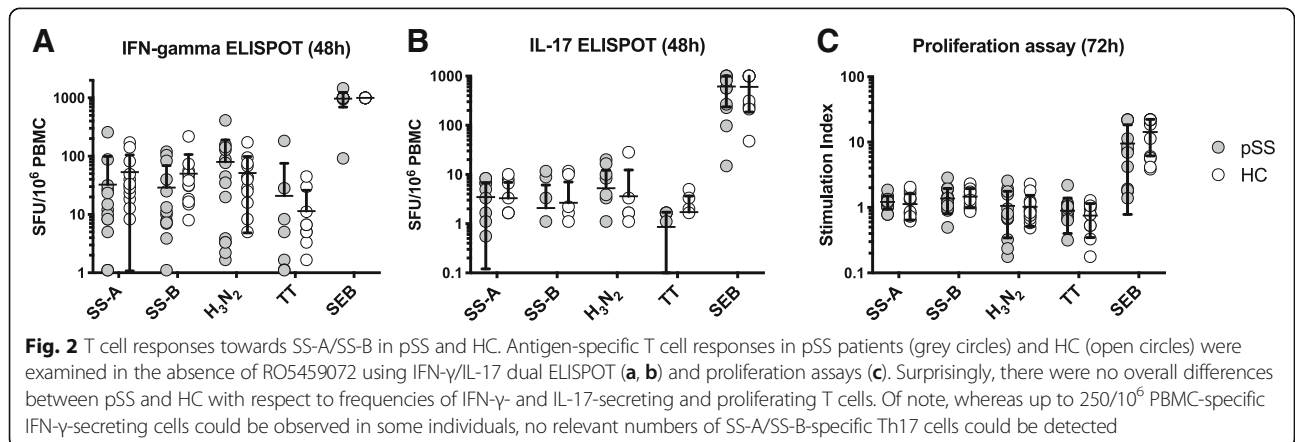 A
IFN-gamma ELISPOT (48h)
SFU/10⁶ PBMC
1000
100
10
1
SS-A
SS-B
H₃N₂
TT
SEB
B
IL-17 ELISPOT (48h)
SFU/10⁶ PBMC
1000
100
10
1
0.1
SS-A
SS-B
H₃N₂
TT
SEB
C
Proliferation assay (72h)
Stimulation Index
100
10
1
0.1
SS-A
SS-B
H₃N₂
TT
SEB
pSS
HC
Fig. 2 T cell responses towards SS-A/SS-B in pSS and HC. Antigen-specific T cell responses in pSS patients (grey circles) and HC (open circles) were
examined in the absence of RO5459072 using IFN-γ/IL-17 dual ELISPOT (a, b) and proliferation assays (c). Surprisingly, there were no overall differences
between pSS and HC with respect to frequencies of IFN-γ- and IL-17-secreting and proliferating T cells. Of note, whereas up to 250/10⁶ PBMC-specific
IFN-γ-secreting cells could be observed in some individuals, no relevant numbers of SS-A/SS-B-specific Th17 cells could be detected